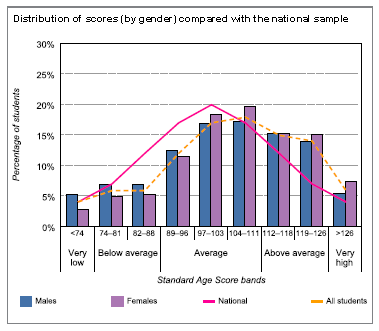 Distribution of scores (by gender) compared with the national sample
Percentage of students
30%
25%
20%
15%
10%
5%
0%
<74 74–81 82–88 89–96 97–103 104–111 112–118 119–126 >126
Very low Below average Average Above average Very high
Standard Age Score bands
Males Females National All students